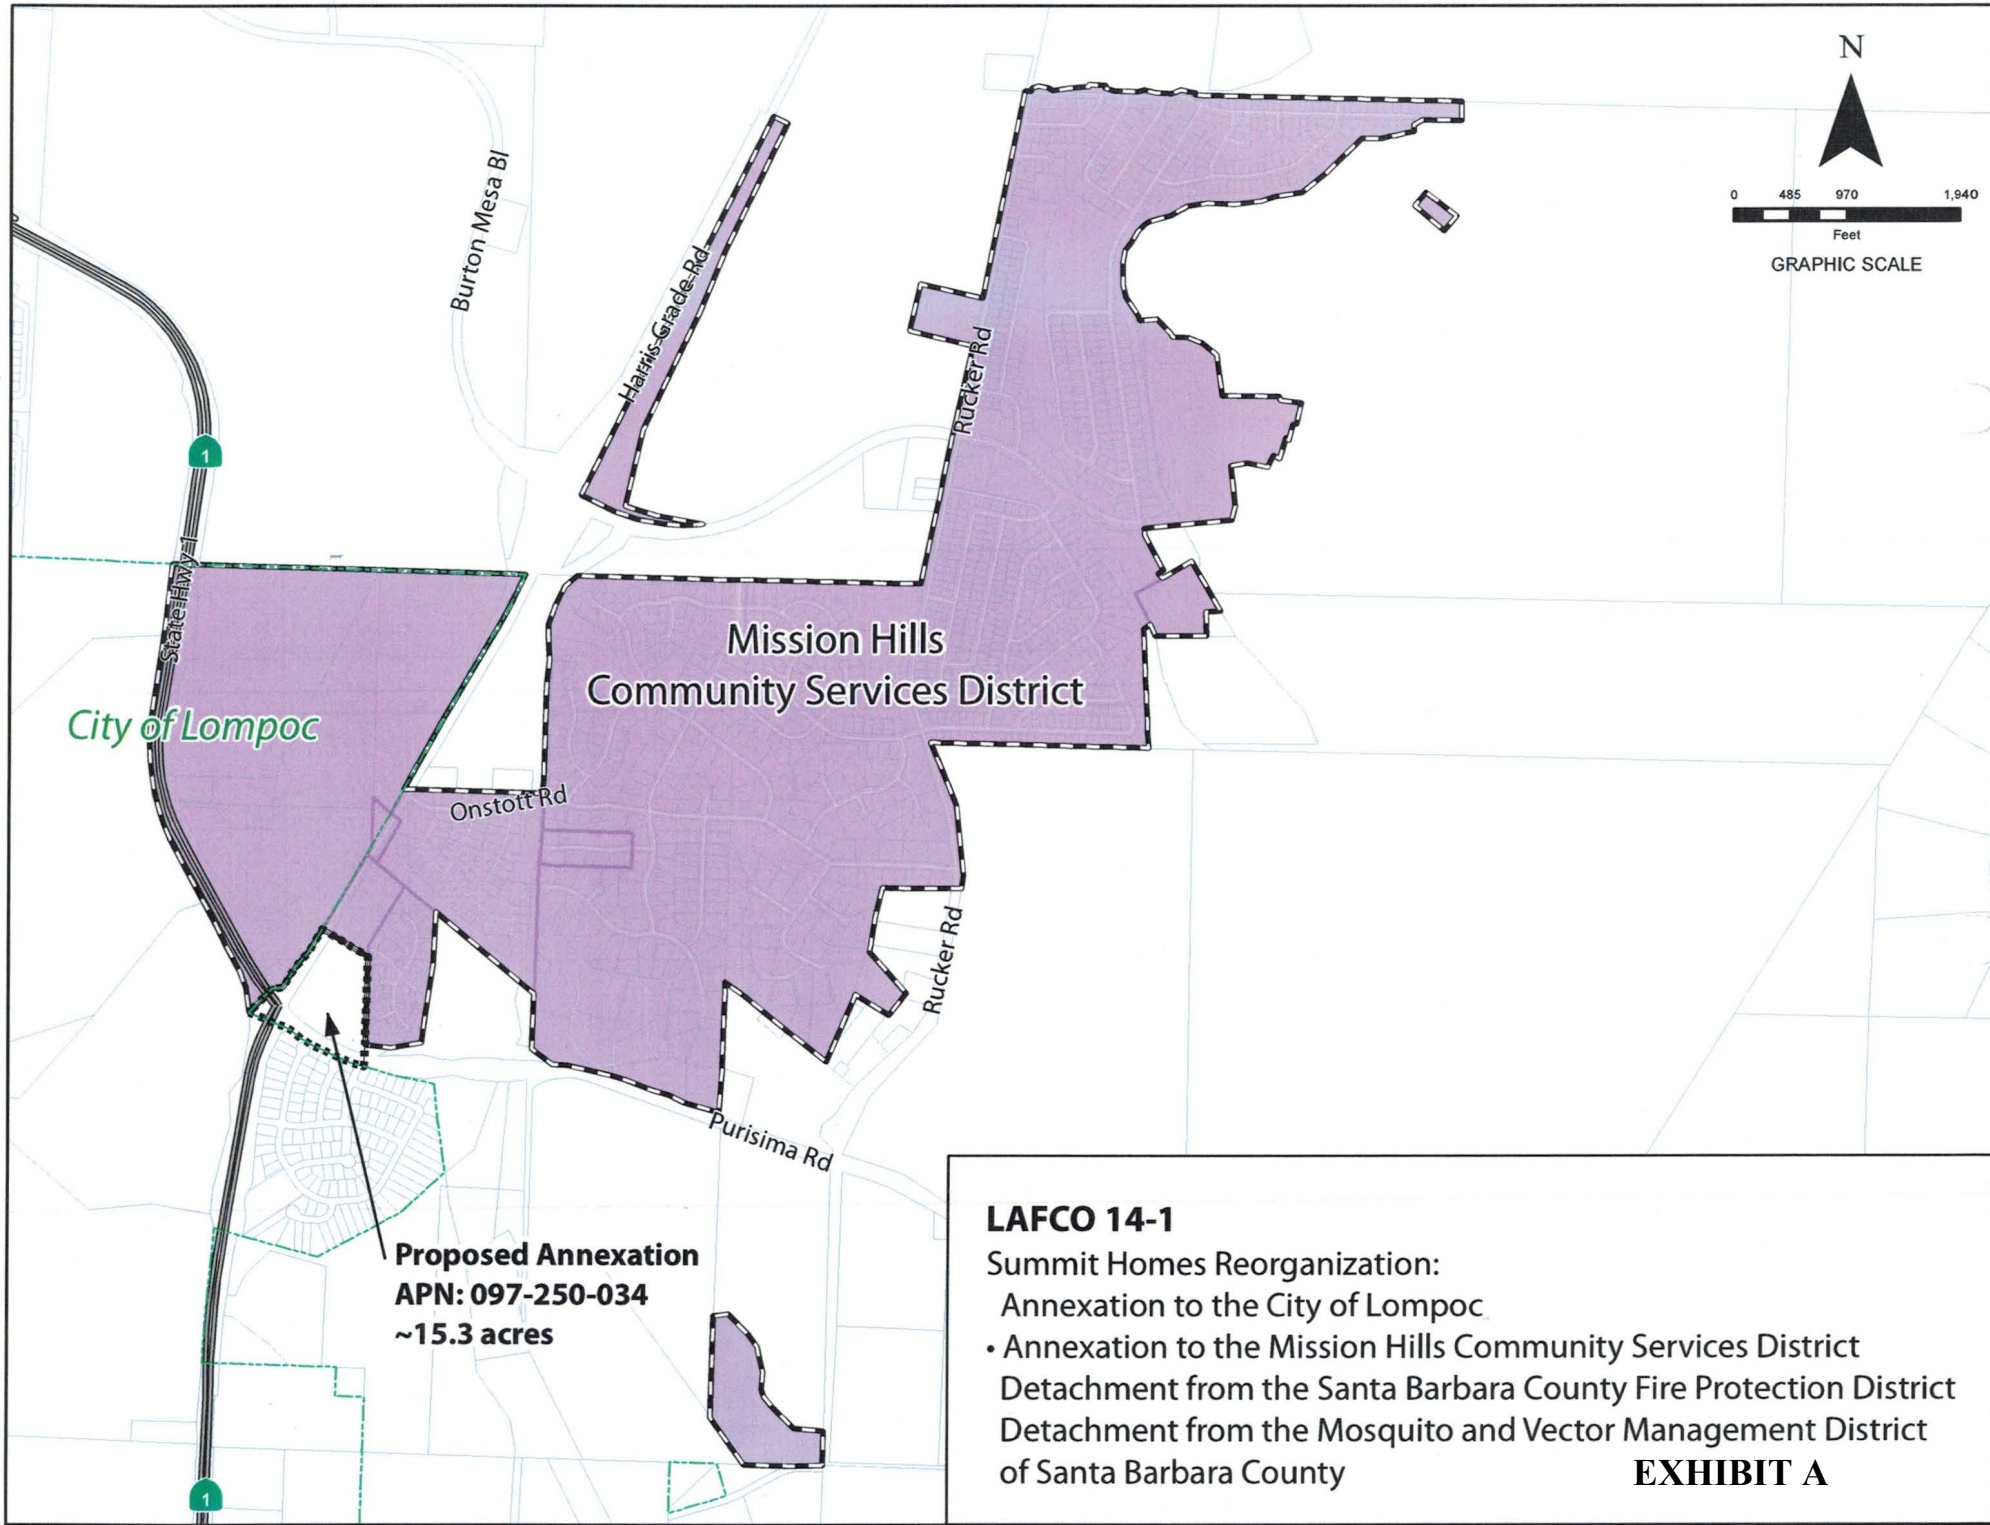 N
0 485 970 1,940
Feet
GRAPHIC SCALE
Burton Mesa Bl
Harris Grade Rd
Rucker Rd
1
State Hwy 1
Mission Hills
Community Services District
City of Lompoc
Onstott Rd
Rucker Rd
Purisima Rd
Proposed Annexation
APN: 097-250-034
~15.3 acres
1
LAFCO 14-1
Summit Homes Reorganization:
Annexation to the City of Lompoc
• Annexation to the Mission Hills Community Services District
Detachment from the Santa Barbara County Fire Protection District
Detachment from the Mosquito and Vector Management District
of Santa Barbara County
EXHIBIT A